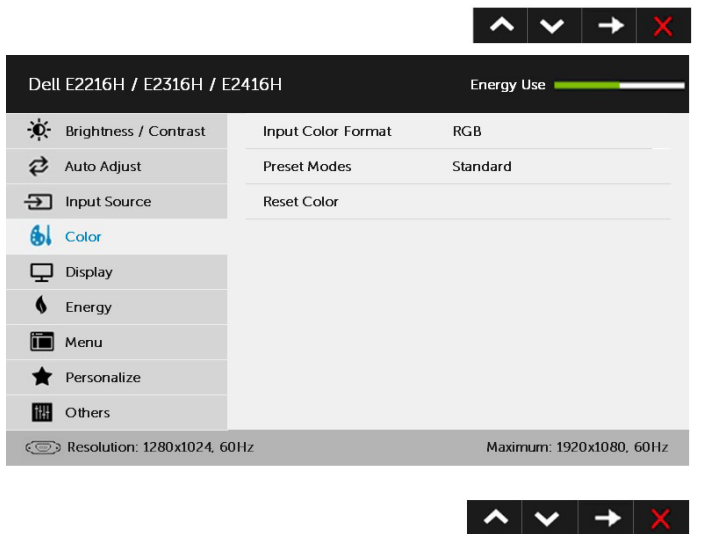 Dell E2216H / E2316H / E2416H
Energy Use
Brightness / Contrast
Input Color Format
RGB
Auto Adjust
Preset Modes
Standard
Input Source
Reset Color
Color
Display
Energy
Menu
Personalize
Others
Resolution: 1280x1024, 60Hz
Maximum: 1920x1080, 60Hz